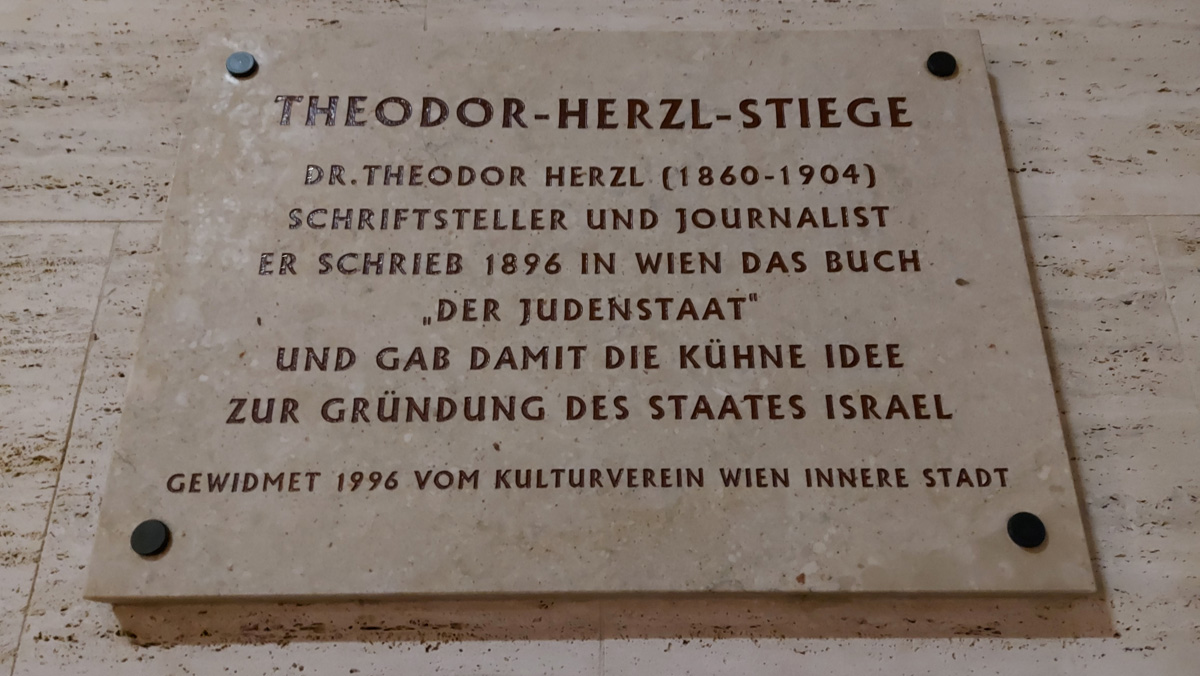 THEODOR-HERZL-STIEGE
DR. THEODOR HERZL (1860-1904)
SCHRIFTSTELLER UND JOURNALIST
ER SCHRIEB 1896 IN WIEN DAS BUCH
„DER JUDENSTAAT“
UND GAB DAMIT DIE KÜHNE IDEE
ZUR GRÜNDUNG DES STAATES ISRAEL
GEWIDMET 1996 VOM KULTURVEREIN WIEN INNERE STADT